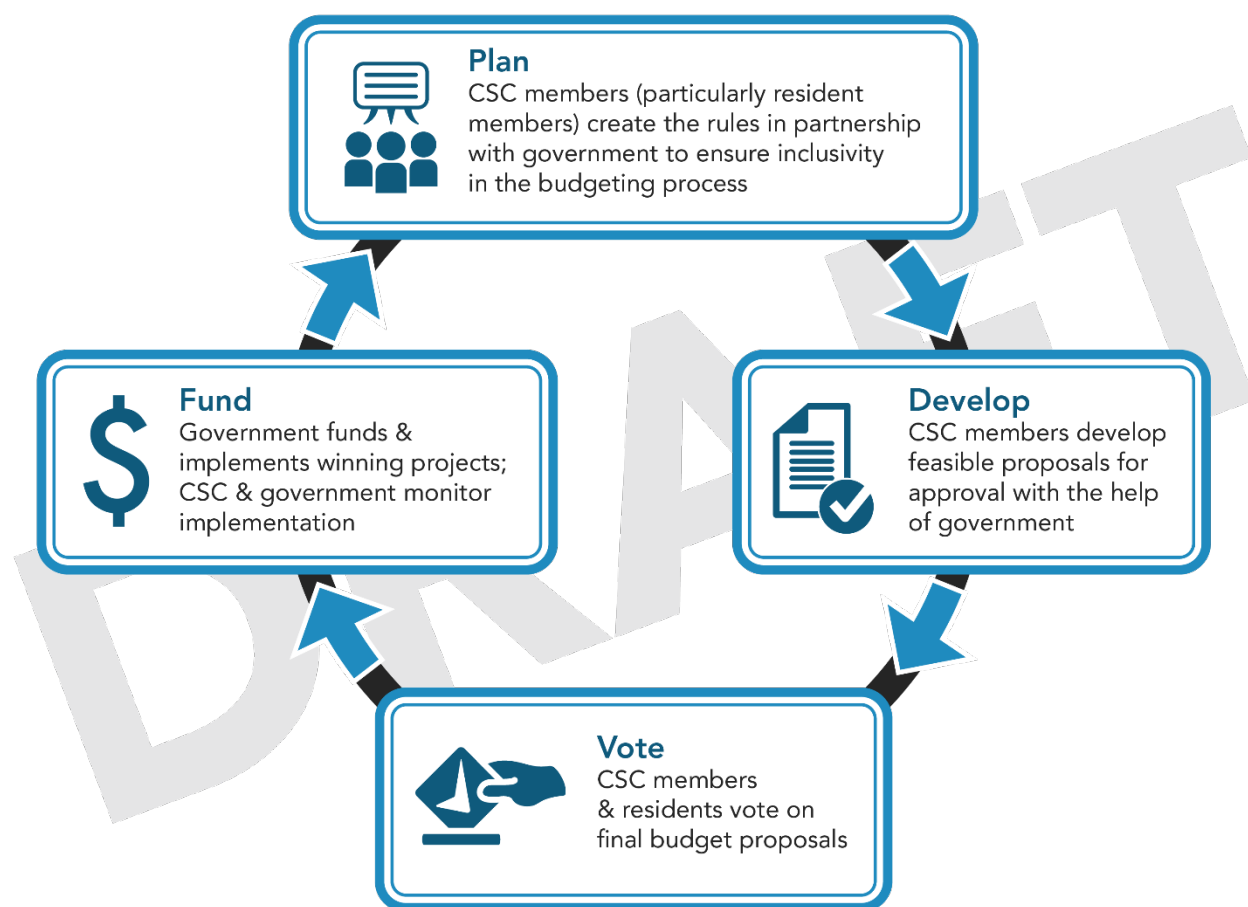 Plan
CSC members (particularly resident
members) create the rules in partnership
with government to ensure inclusivity
in the budgeting process
Develop
CSC members develop
feasible proposals for
approval with the help
of government
Vote
CSC members
& residents vote on
final budget proposals
Fund
Government funds &
implements winning projects;
CSC & government monitor
implementation
$
DRAFT